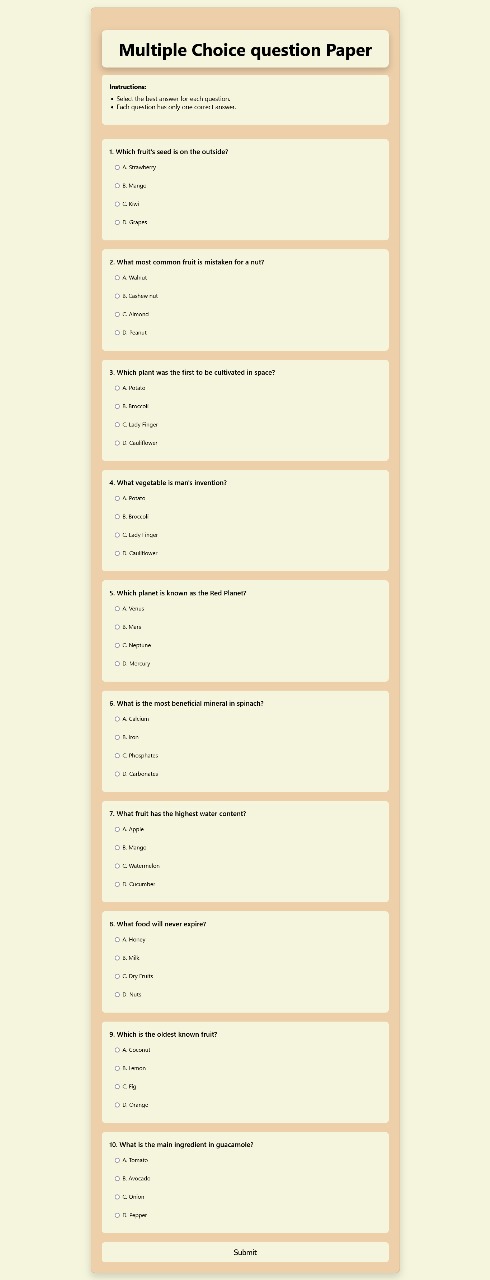 Multiple Choice question Paper
Instructions:
• Select the best answer for each question.
• Each question has only one correct answer.
1. Which fruit's seed is on the outside?
A. Strawberry
B. Mango
C. Kiwi
D. Grapes
2. What most common fruit is mistaken for a nut?
A. Walnut
B. Cashew nut
C. Almond
D. Peanut
3. Which plant was the first to be cultivated in space?
A. Potato
B. Broccoli
C. Lady Finger
D. Cauliflower
4. What vegetable is man's invention?
A. Potato
B. Broccoli
C. Lady Finger
D. Cauliflower
5. Which planet is known as the Red Planet?
A. Venus
B. Mars
C. Neptune
D. Mercury
6. What is the most beneficial mineral in spinach?
A. Calcium
B. Iron
C. Phosphates
D. Carbonates
7. What fruit has the highest water content?
A. Apple
B. Mango
C. Watermelon
D. Cucumber
8. What food will never expire?
A. Honey
B. Milk
C. Dry Fruits
D. Nuts
9. Which is the oldest known fruit?
A. Coconut
B. Lemon
C. Fig
D. Orange
10. What is the main ingredient in guacamole?
A. Tomato
B. Avocado
C. Onion
D. Pepper
Submit